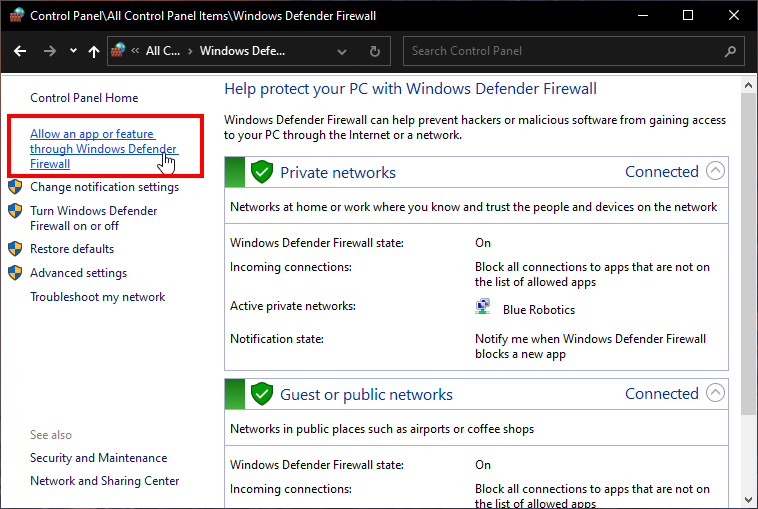 Control Panel\All Control Panel Items\Windows Defender Firewall
All C...
Windows Defe...
Search Control Panel
Control Panel Home
Allow an app or feature
through Windows Defender
Firewall
Change notification settings
Turn Windows Defender
Firewall on or off
Restore defaults
Advanced settings
Troubleshoot my network
See also
Security and Maintenance
Network and Sharing Center
Help protect your PC with Windows Defender Firewall
Windows Defender Firewall can help prevent hackers or malicious software from gaining access
to your PC through the Internet or a network.
Private networks Connected
Networks at home or work where you know and trust the people and devices on the network
Windows Defender Firewall state: On
Incoming connections: Block all connections to apps that are not on
the list of allowed apps
Active private networks: Blue Robotics
Notification state: Notify me when Windows Defender Firewall
blocks a new app
Guest or public networks Connected
Networks in public places such as airports or coffee shops
Windows Defender Firewall state: On
Incoming connections: Block all connections to apps that are not on
the list of allowed apps